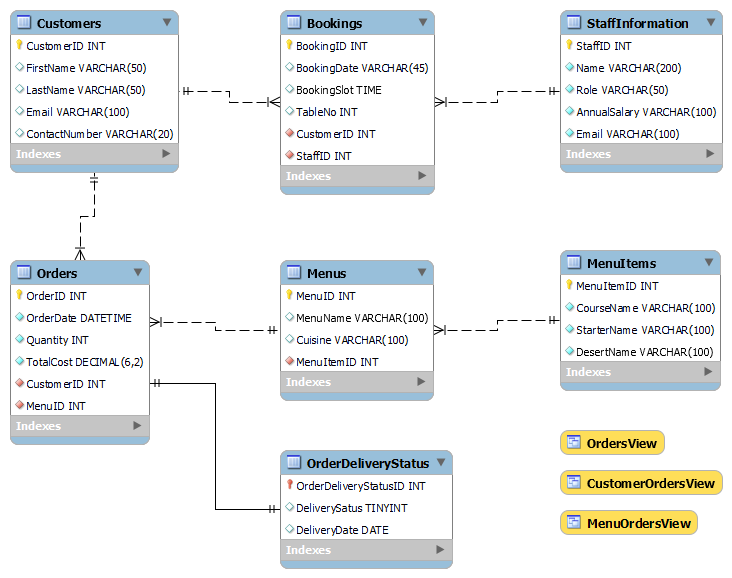 Customers
CustomerID INT
FirstName VARCHAR(50)
LastName VARCHAR(50)
Email VARCHAR(100)
ContactNumber VARCHAR(20)
Indexes
Bookings
BookingID INT
BookingDate VARCHAR(45)
BookingSlot TIME
TableNo INT
CustomerID INT
StaffID INT
Indexes
StaffInformation
StaffID INT
Name VARCHAR(200)
Role VARCHAR(50)
AnnualSalary VARCHAR(100)
Email VARCHAR(100)
Indexes
Orders
OrderID INT
OrderDate DATETIME
Quantity INT
TotalCost DECIMAL(6,2)
CustomerID INT
MenuID INT
Indexes
Menus
MenuID INT
MenuName VARCHAR(100)
Cuisine VARCHAR(100)
MenuItemID INT
Indexes
MenuItems
MenuItemID INT
CourseName VARCHAR(100)
StarterName VARCHAR(100)
DesertName VARCHAR(100)
Indexes
OrderDeliveryStatus
OrderDeliveryStatusID INT
DeliverySatus TINYINT
DeliveryDate DATE
Indexes
OrdersView
CustomerOrdersView
MenuOrdersView